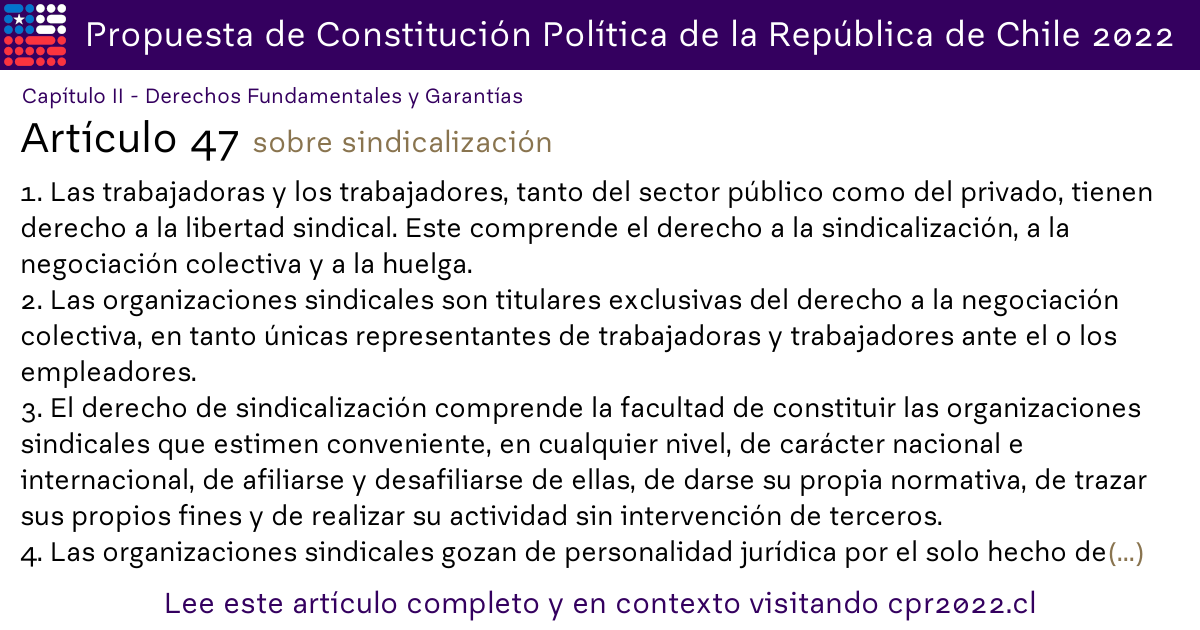 Propuesta de Constitución Política de la República de Chile 2022
Capítulo II - Derechos Fundamentales y Garantías
Artículo 47 sobre sindicalización
1. Las trabajadoras y los trabajadores, tanto del sector público como del privado, tienen
derecho a la libertad sindical. Este comprende el derecho a la sindicalización, a la
negociación colectiva y a la huelga.
2. Las organizaciones sindicales son titulares exclusivas del derecho a la negociación
colectiva, en tanto únicas representantes de trabajadoras y trabajadores ante el o los
empleadores.
3. El derecho de sindicalización comprende la facultad de constituir las organizaciones
sindicales que estimen conveniente, en cualquier nivel, de carácter nacional e
internacional, de afiliarse y desafiliarse de ellas, de darse su propia normativa, de trazar
sus propios fines y de realizar su actividad sin intervención de terceros.
4. Las organizaciones sindicales gozan de personalidad jurídica por el solo hecho de(...)
Lee este artículo completo y en contexto visitando cpr2022.cl